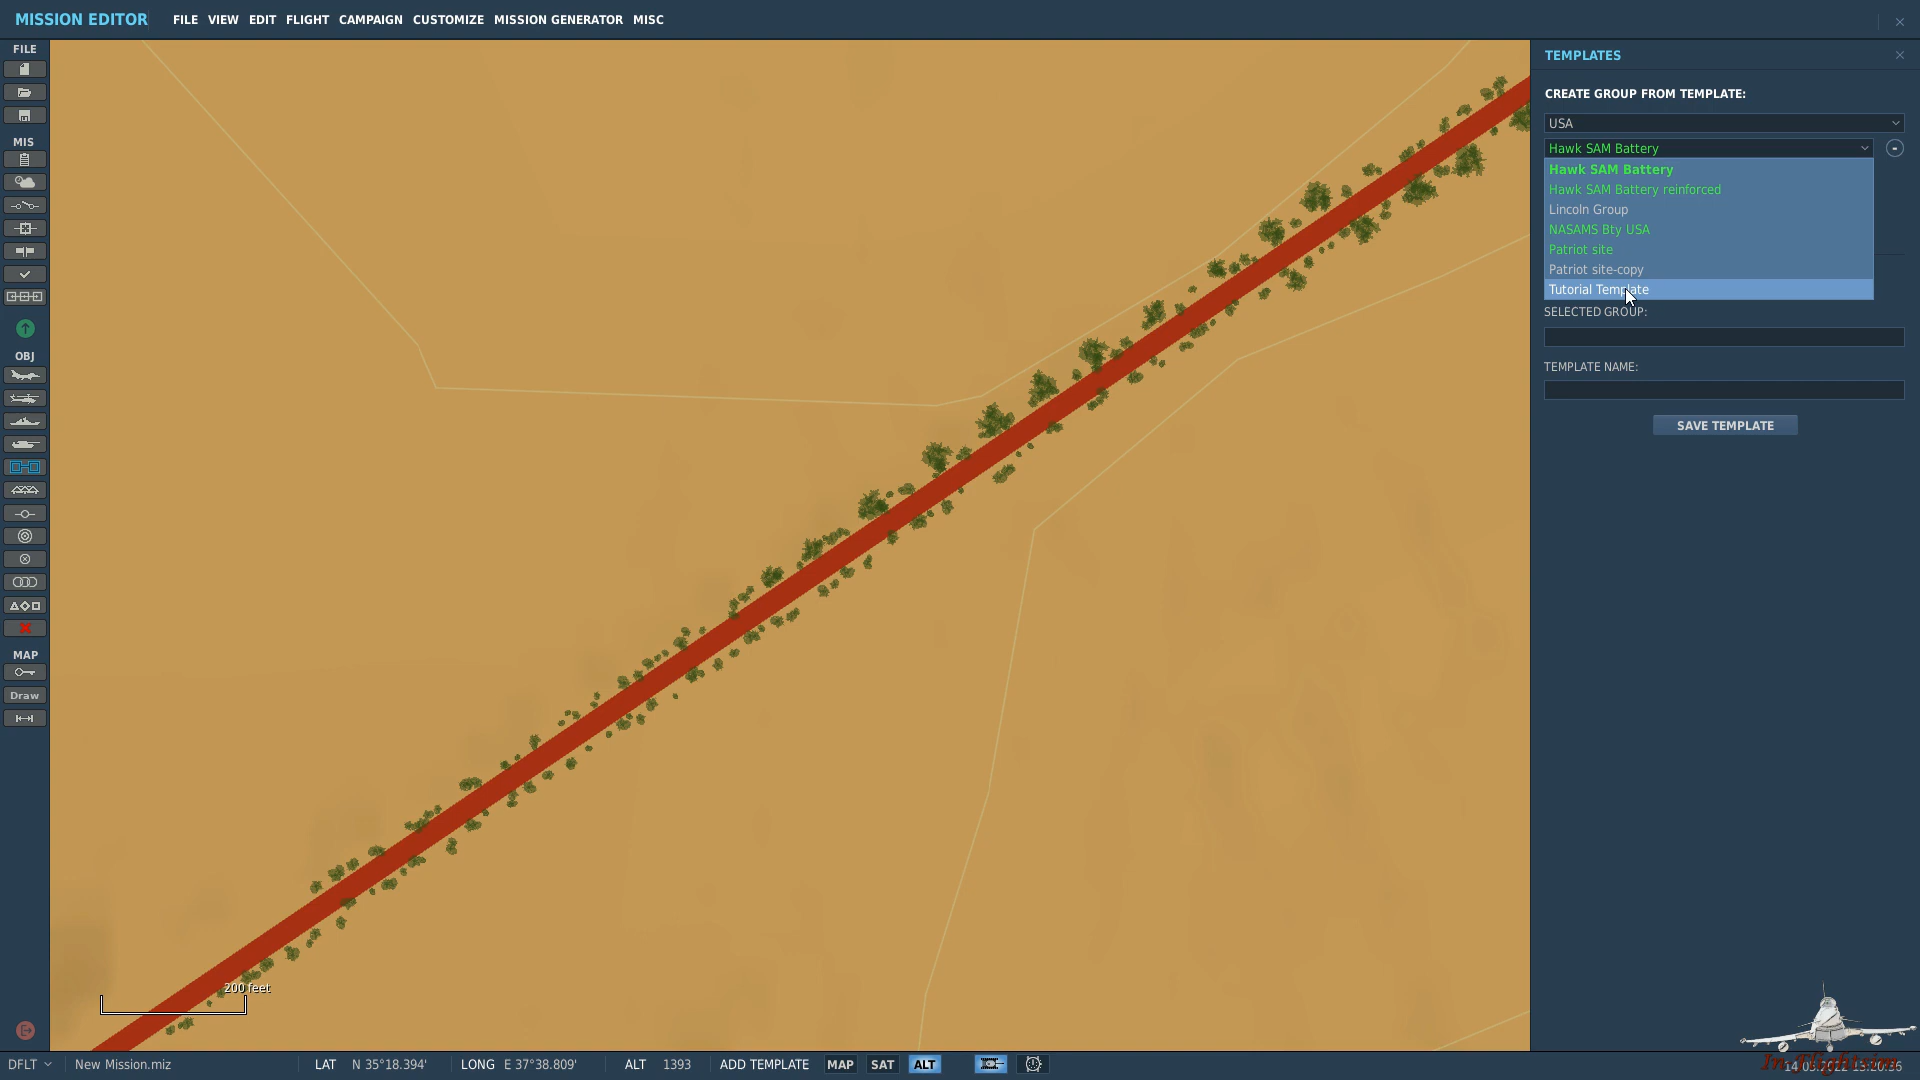 MISSION EDITOR FILE VIEW EDIT FLIGHT CAMPAIGN CUSTOMIZE MISSION GENERATOR MISC
FILE
MIS
OBJ
MAP
Draw
200 feet
TEMPLATES
CREATE GROUP FROM TEMPLATE:
USA
Hawk SAM Battery
Hawk SAM Battery
Hawk SAM Battery reinforced
Lincoln Group
NASAMS Bty USA
Patriot site
Patriot site-copy
Tutorial Template
SELECTED GROUP:
TEMPLATE NAME:
SAVE TEMPLATE
DFLT New Mission.miz LAT N 35°18.394' LONG E 37°38.809' ALT 1393 ADD TEMPLATE MAP SAT ALT